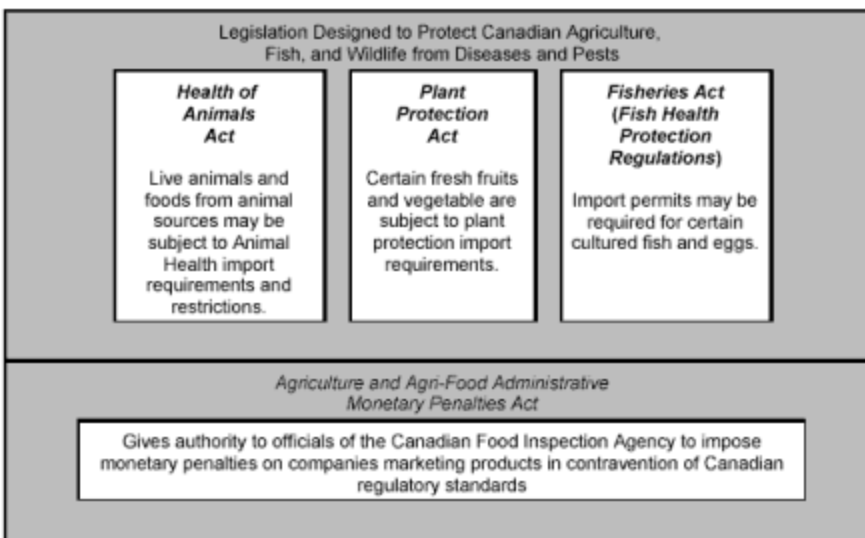 Legislation Designed to Protect Canadian Agriculture,
Fish, and Wildlife from Diseases and Pests
Health of
Animals
Act
Live animals and
foods from animal
sources may be
subject to Animal
Health import
requirements and
restrictions.
Plant
Protection
Act
Certain fresh fruits
and vegetable are
subject to plant
protection import
requirements.
Fisheries Act
(Fish Health
Protection
Regulations)
Import permits may be
required for certain
cultured fish and eggs.
Agriculture and Agri-Food Administrative
Monetary Penalties Act
Gives authority to officials of the Canadian Food Inspection Agency to impose
monetary penalties on companies marketing products in contravention of Canadian
regulatory standards